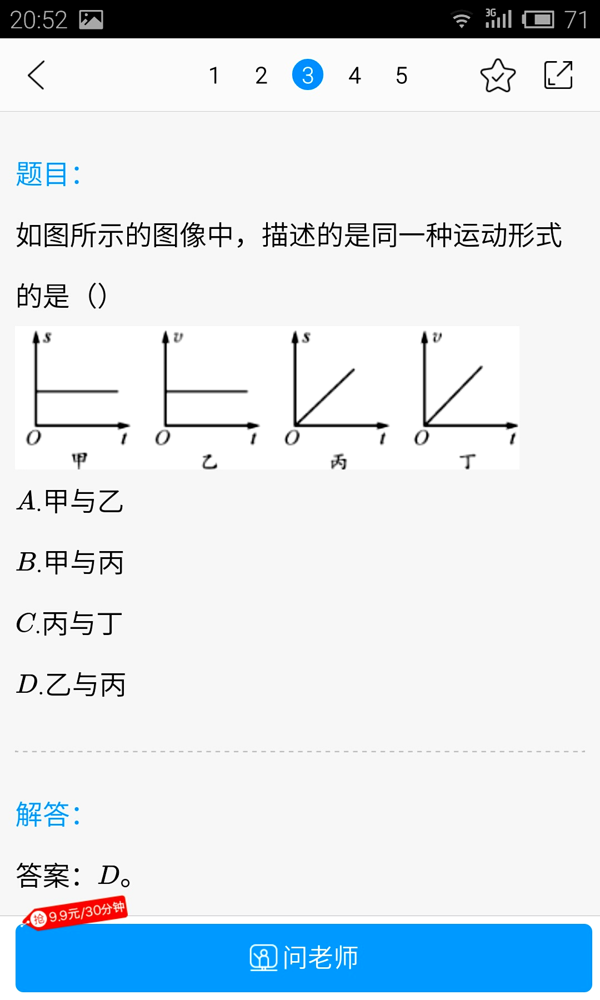 20:52 3G 71
1 2 3 4 5
题目：
如图所示的图像中，描述的是同一种运动形式
的是（）
s v s v
O t O t O t O t
甲 乙 丙 丁
A.甲与乙
B.甲与丙
C.丙与丁
D.乙与丙
解答：
答案：D。
抢 9.9元/30分钟
问老师